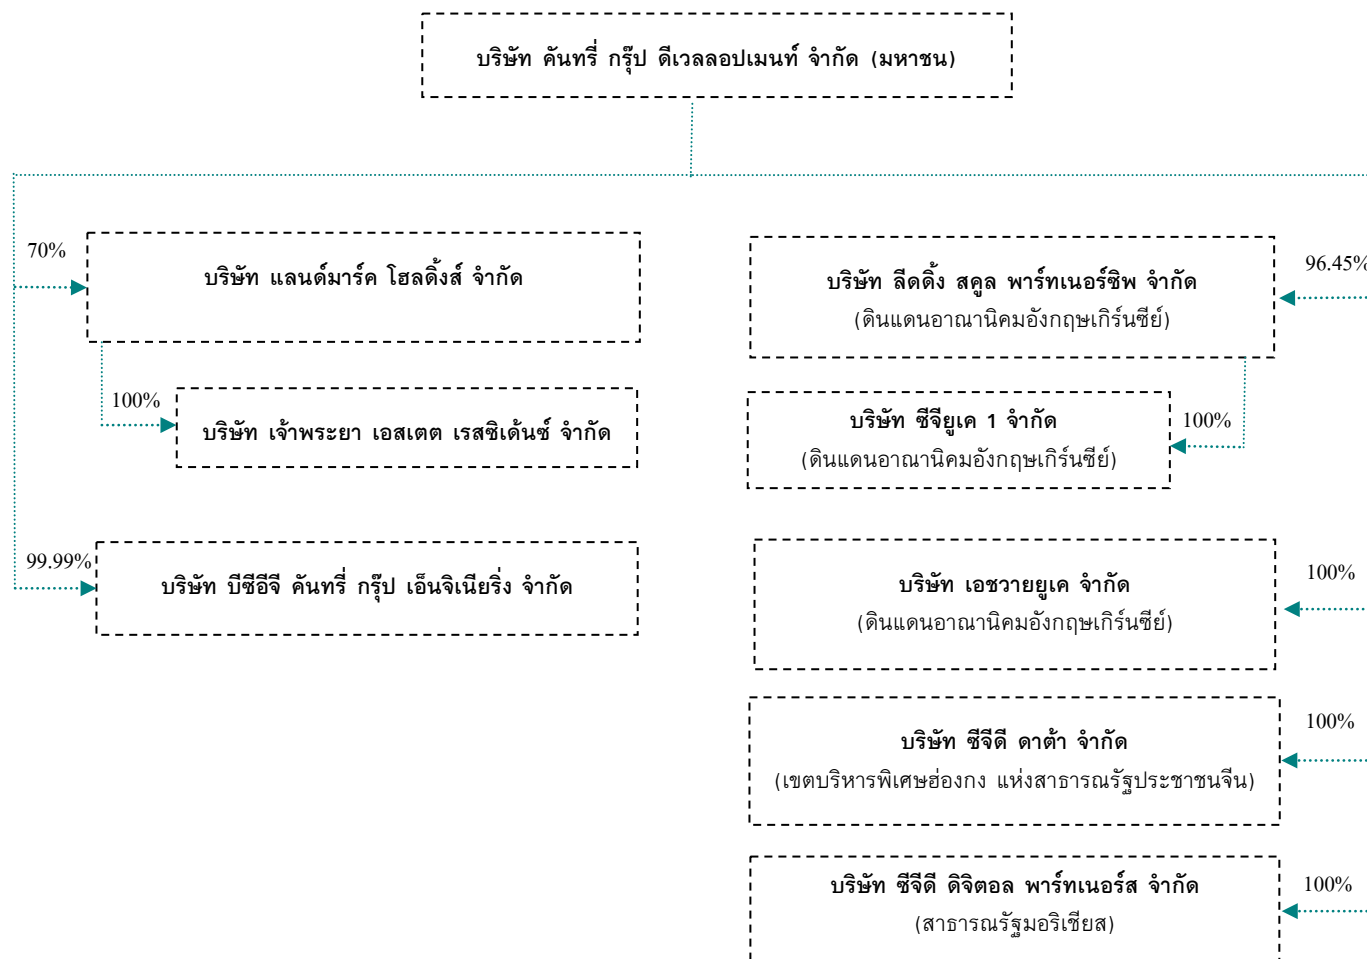 บริษัท คันทรี่ กรุ๊ป ดีเวลลอปเมนท์ จำกัด (มหาชน)
70%
บริษัท แลนด์มาร์ค โฮลดิ้งส์ จำกัด
100%
บริษัท เจ้าพระยา เอสเตต เรสซิเด้นซ์ จำกัด
99.99%
บริษัท บีซีอีจี คันทรี่ กรุ๊ป เอ็นจิเนียริ่ง จำกัด
96.45%
บริษัท ลีดดิ้ง สคูล พาร์ทเนอร์ชิพ จำกัด
(ดินแดนอาณานิคมอังกฤษเกิร์นซีย์)
100%
บริษัท ซีจียูเค 1 จำกัด
(ดินแดนอาณานิคมอังกฤษเกิร์นซีย์)
100%
บริษัท เอชวายยูเค จำกัด
(ดินแดนอาณานิคมอังกฤษเกิร์นซีย์)
100%
บริษัท ซีจีดี ดาต้า จำกัด
(เขตบริหารพิเศษฮ่องกง แห่งสาธารณรัฐประชาชนจีน)
100%
บริษัท ซีจีดี ดิจิตอล พาร์ทเนอร์ส จำกัด
(สาธารณรัฐมอริเชียส)